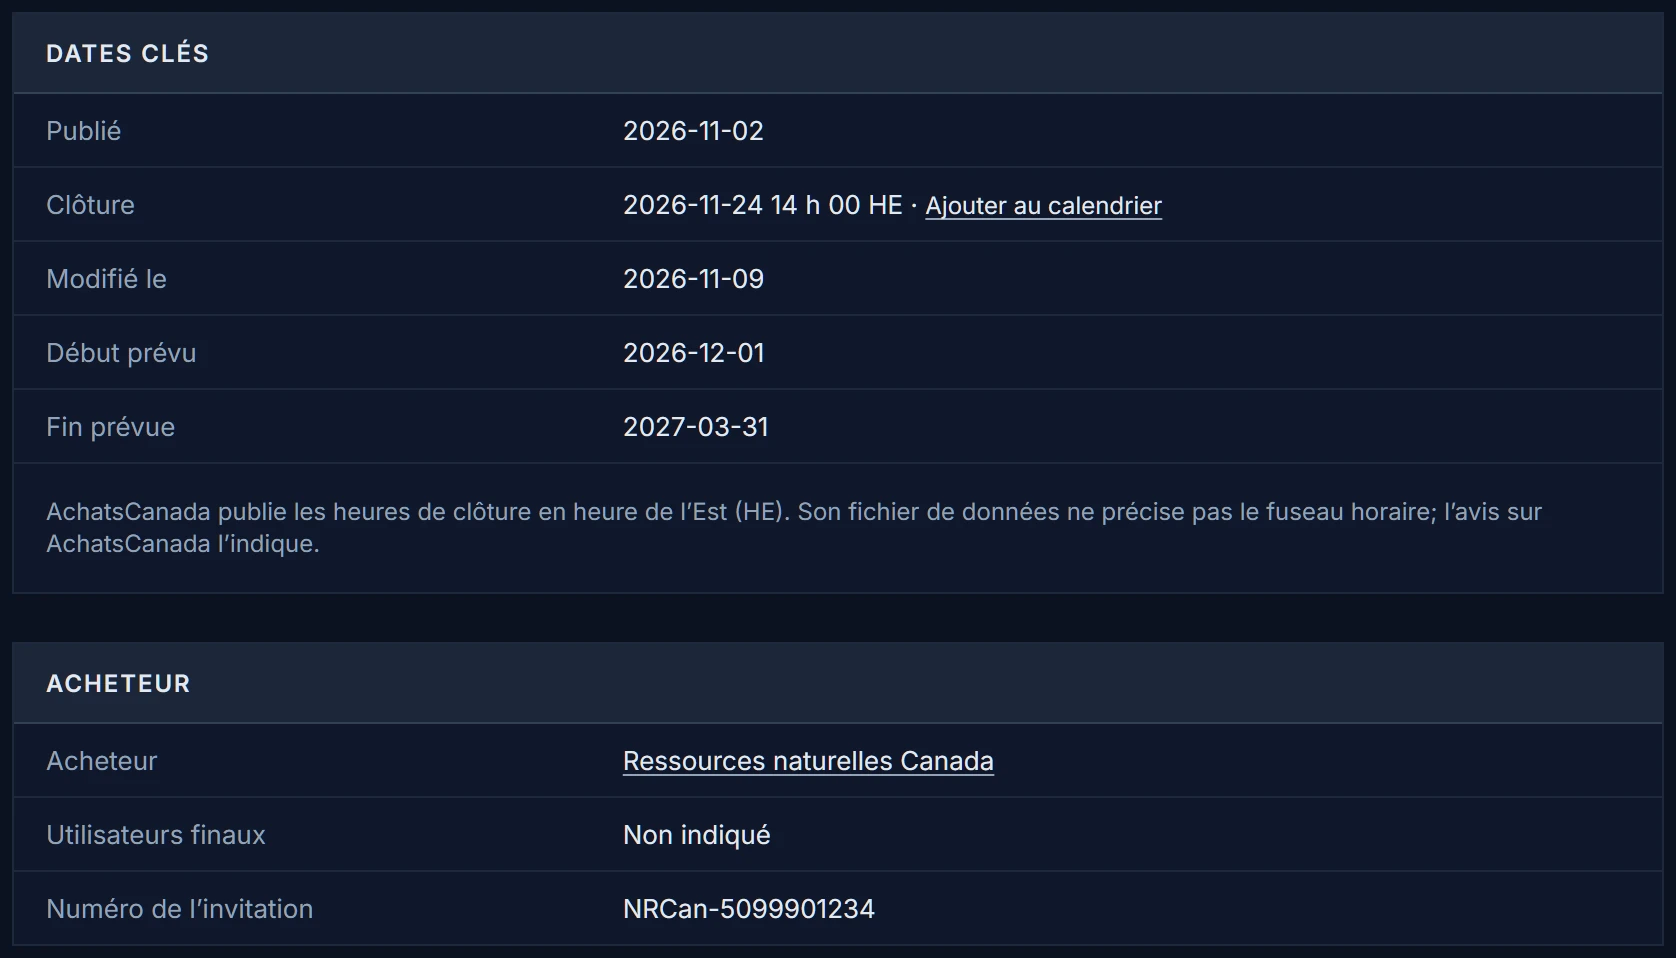 DATES CLÉS
Publié 2026-11-02
Clôture 2026-11-24 14 h 00 HE · Ajouter au calendrier
Modifié le 2026-11-09
Début prévu 2026-12-01
Fin prévue 2027-03-31
AchatsCanada publie les heures de clôture en heure de l’Est (HE). Son fichier de données ne précise pas le fuseau horaire; l’avis sur
AchatsCanada l’indique.
ACHETEUR
Acheteur Ressources naturelles Canada
Utilisateurs finaux Non indiqué
Numéro de l’invitation NRCan-5099901234